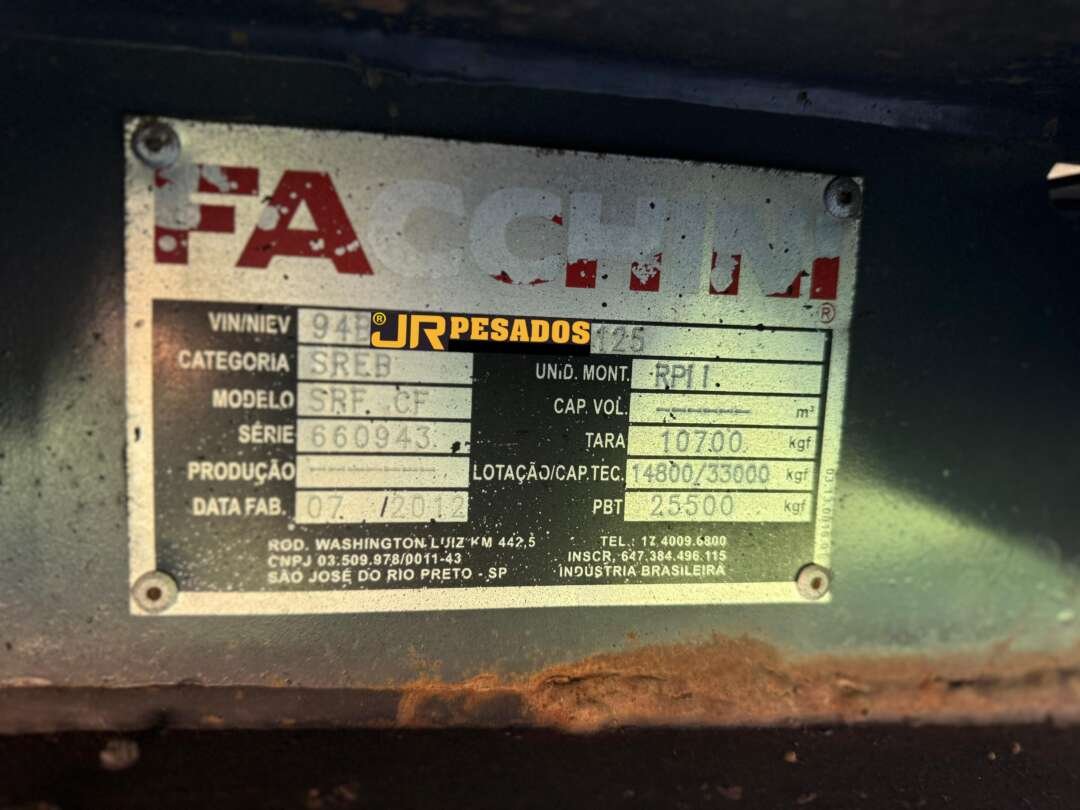 FACCHINI®
VIN/NIEV 94B ®JR PESADOS 125
CATEGORIA SREB UNID. MONT. RPII
MODELO SRF CF CAP. VOL. ------ m³
SÉRIE 660943 TARA 10700 kgf
PRODUÇÃO ---------- LOTAÇÃO/CAP.TEC. 14800/33000 kgf
DATA FAB. 07 /2012 PBT 25500 kgf
ROD. WASHINGTON LUIZ KM 442,5 TEL.: 17 4009.6800
CNPJ 03.509.978/0011-43 INSCR. 647.384.496.115
SÃO JOSÉ DO RIO PRETO - SP INDÚSTRIA BRASILEIRA